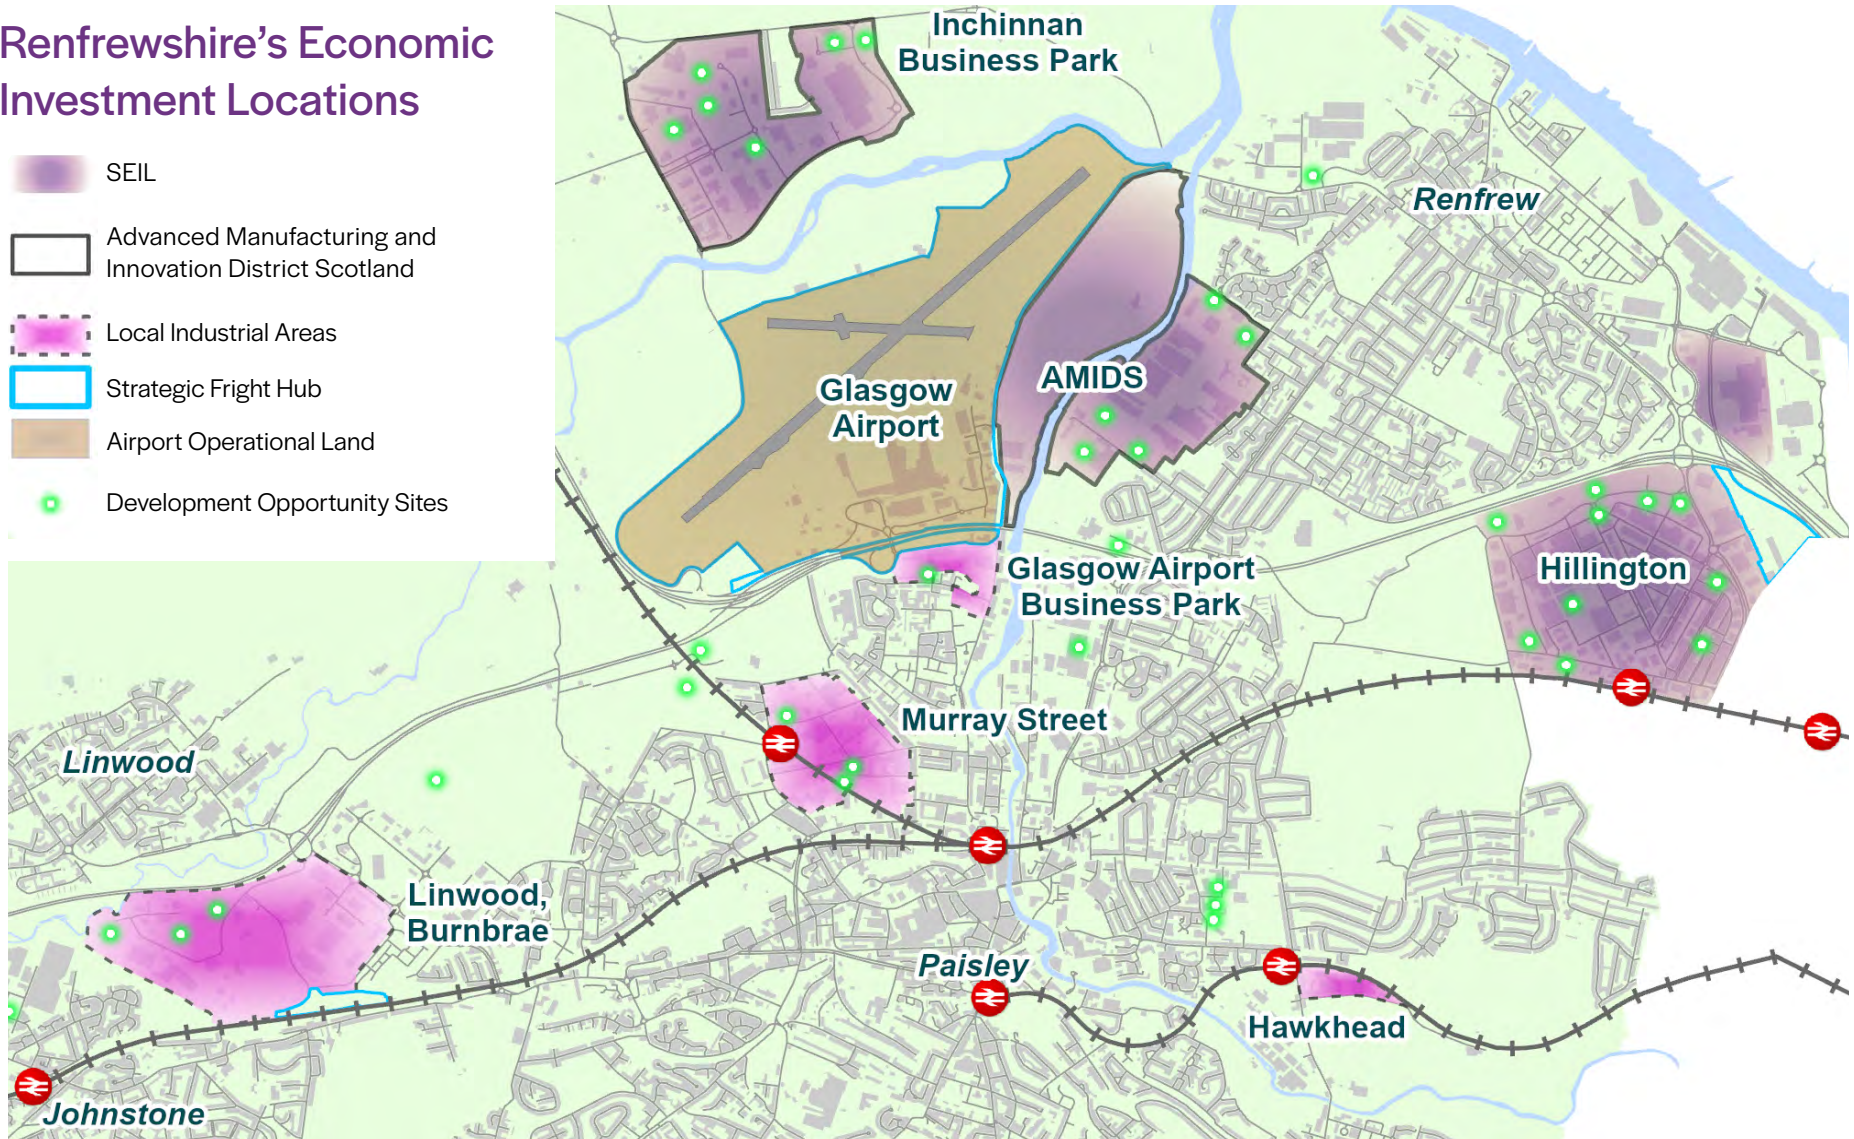 Renfrewshire's Economic
Investment Locations
SEIL
Advanced Manufacturing and
Innovation District Scotland
Local Industrial Areas
Strategic Fright Hub
Airport Operational Land
Development Opportunity Sites
Inchinnan
Business Park
Renfrew
AMIDS
Glasgow
Airport
Glasgow Airport
Business Park
Hillington
Murray Street
Linwood
Linwood,
Burnbrae
Paisley
Hawkhead
Johnstone